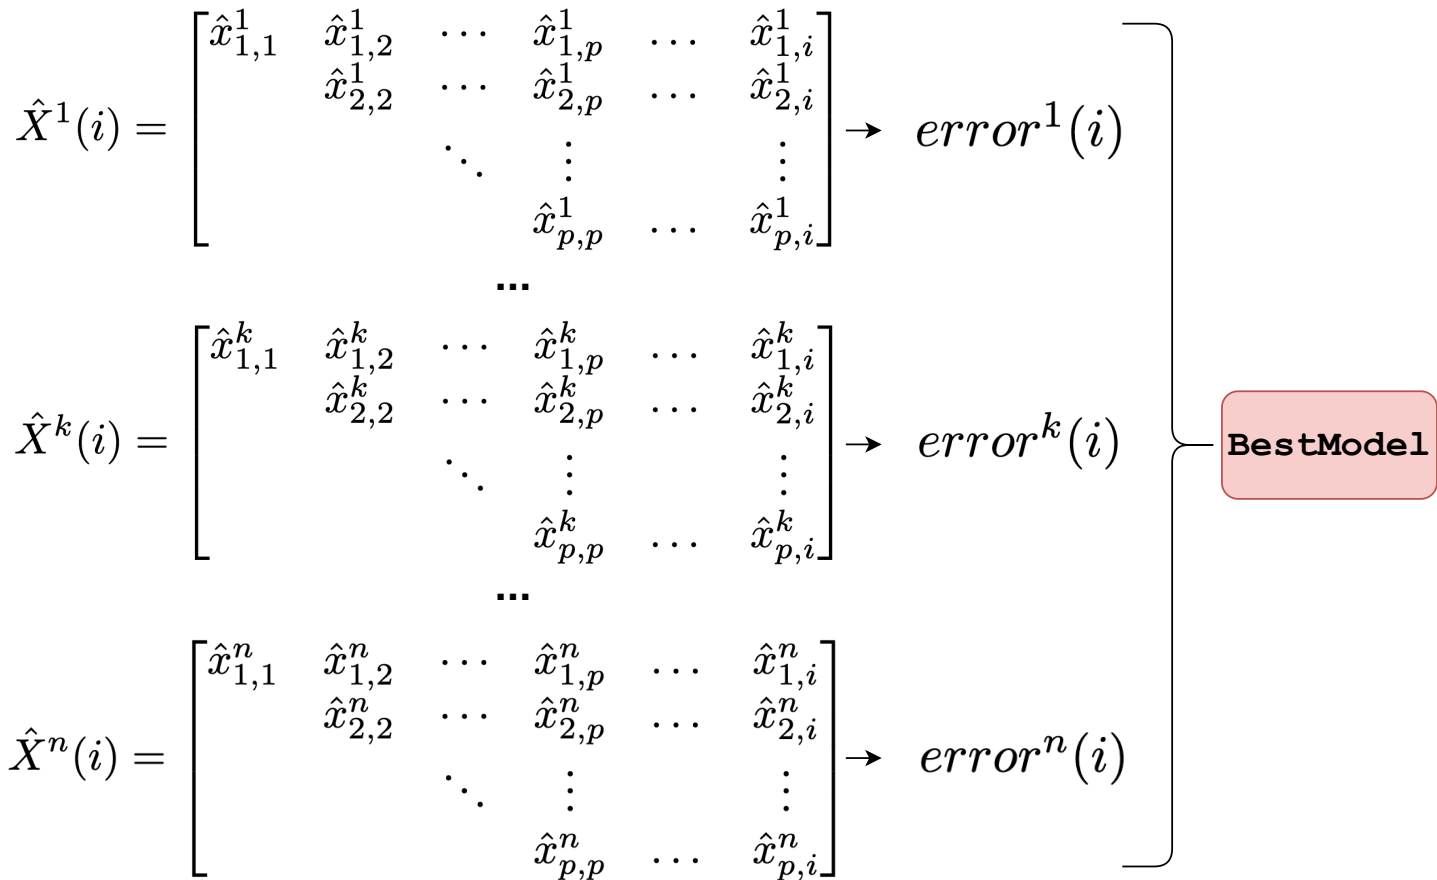 x̂¹₁,₁ x̂¹₁,₂ ⋯ x̂¹₁,ₚ … x̂¹₁,ᵢ
x̂¹₂,₂ ⋯ x̂¹₂,ₚ … x̂¹₂,ᵢ
X̂¹(i) = → error¹(i)
⋱ ⋮ ⋮
x̂¹ₚ,ₚ … x̂¹ₚ,ᵢ
...
x̂ᵏ₁,₁ x̂ᵏ₁,₂ ⋯ x̂ᵏ₁,ₚ … x̂ᵏ₁,ᵢ
x̂ᵏ₂,₂ ⋯ x̂ᵏ₂,ₚ … x̂ᵏ₂,ᵢ
X̂ᵏ(i) = → errorᵏ(i)
⋱ ⋮ ⋮
x̂ᵏₚ,ₚ … x̂ᵏₚ,ᵢ
BestModel
...
x̂ⁿ₁,₁ x̂ⁿ₁,₂ ⋯ x̂ⁿ₁,ₚ … x̂ⁿ₁,ᵢ
x̂ⁿ₂,₂ ⋯ x̂ⁿ₂,ₚ … x̂ⁿ₂,ᵢ
X̂ⁿ(i) = → errorⁿ(i)
⋱ ⋮ ⋮
x̂ⁿₚ,ₚ … x̂ⁿₚ,ᵢ